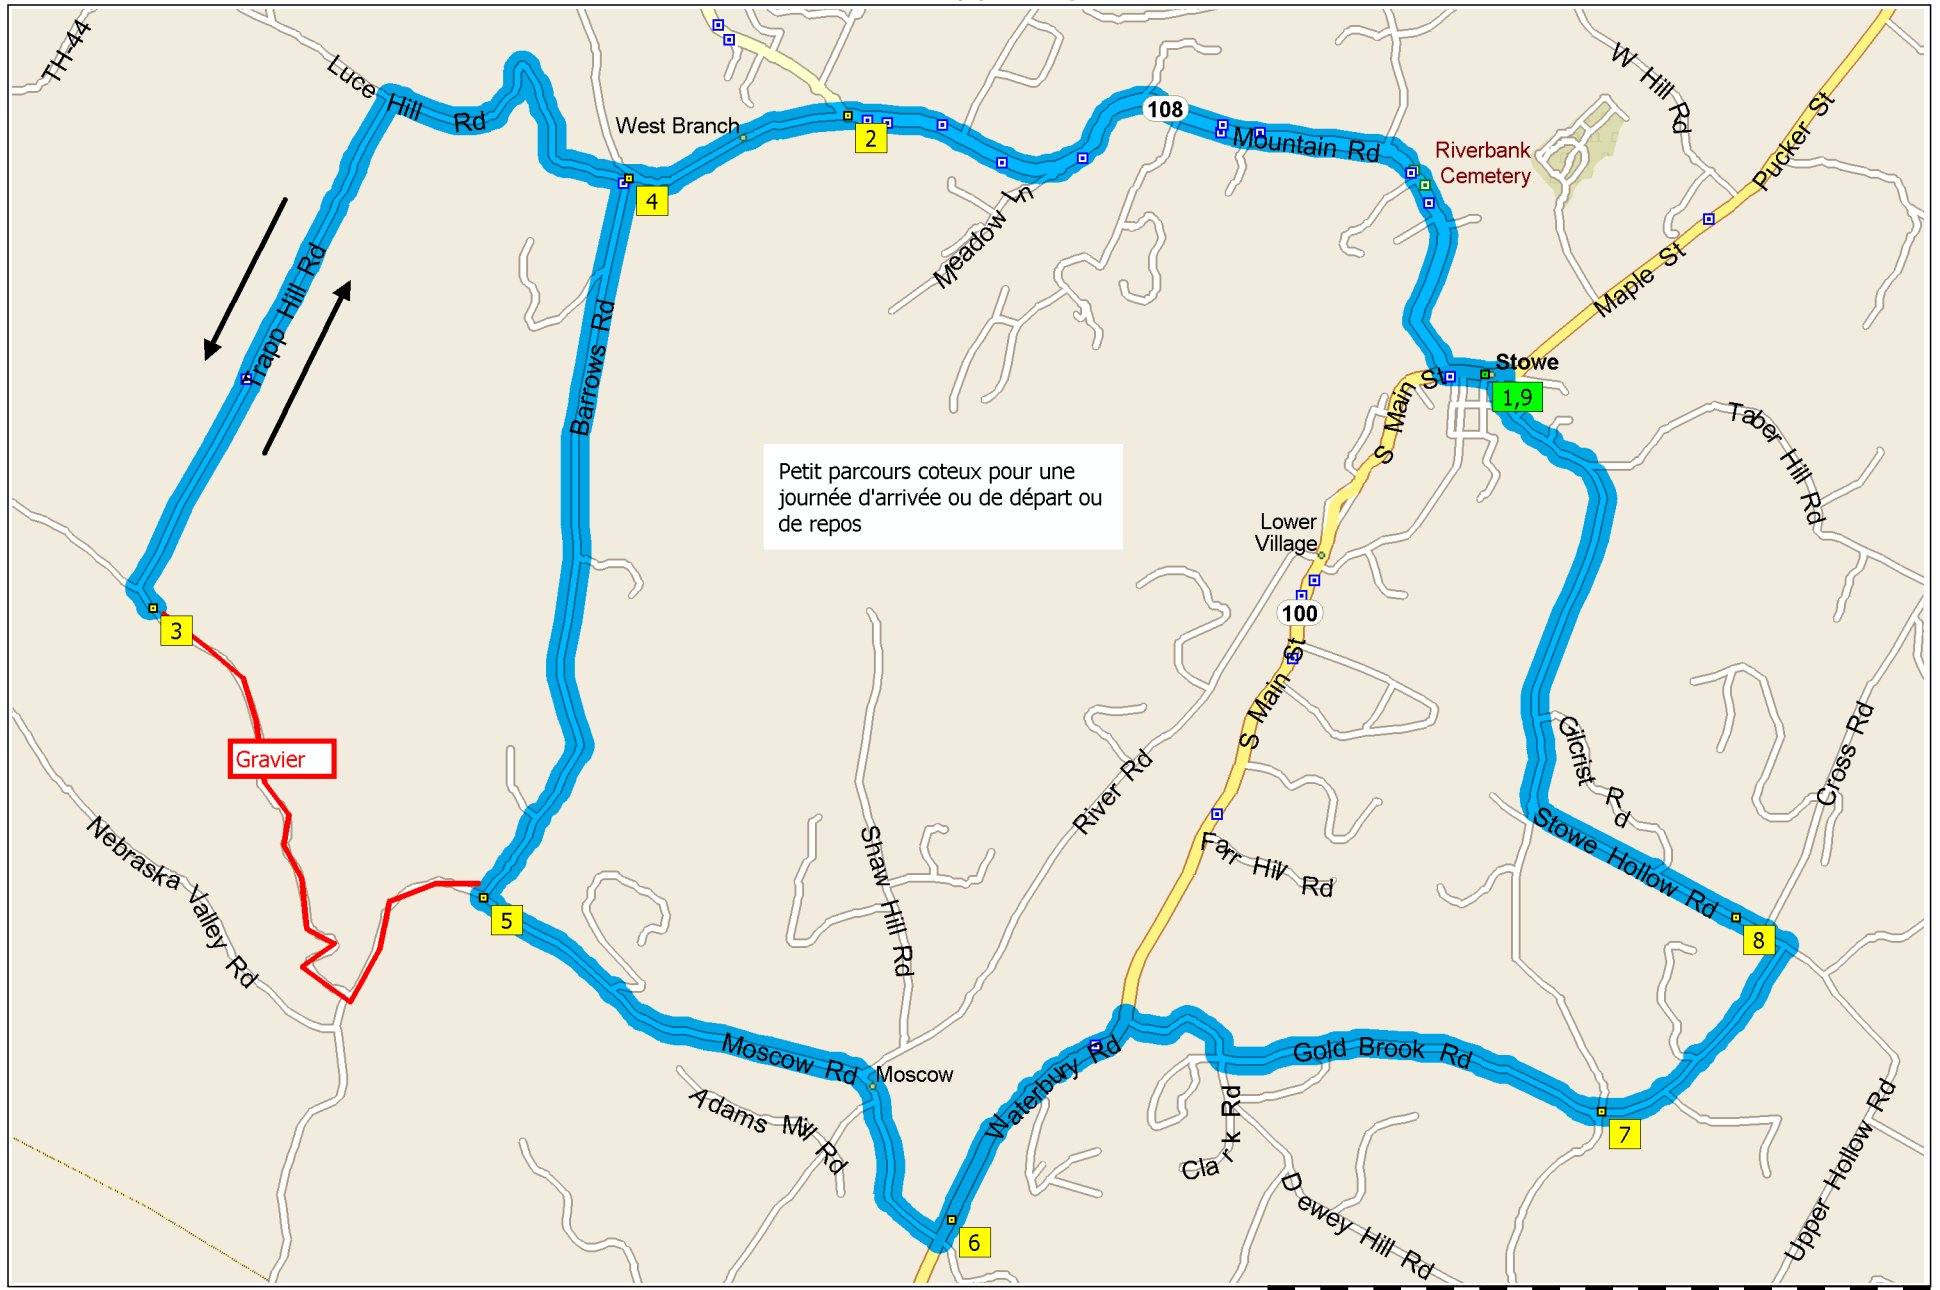 TH-44
Luce Hill Rd
West Branch
2
108
Mountain Rd
Riverbank
Cemetery
W Hill Rd
Pucker St
4
Meadow Ln
Maple St
Trapp Hill Rd
Barrows Rd
Stowe
1,9
S Main St
Taber Hill Rd
Petit parcours coteux pour une
journée d'arrivée ou de départ ou
de repos
Lower
Village
100
3
S Main St
Gravier
Gilcrist Rd
Cross Rd
River Rd
Nebraska Valley Rd
Shaw Hill Rd
Farr Hill Rd
Stowe Hollow Rd
5
8
Moscow Rd
Moscow
Waterbury Rd
Gold Brook Rd
Adams Mill Rd
Clark Rd
7
Upper Hollow Rd
Dewey Hill Rd
6